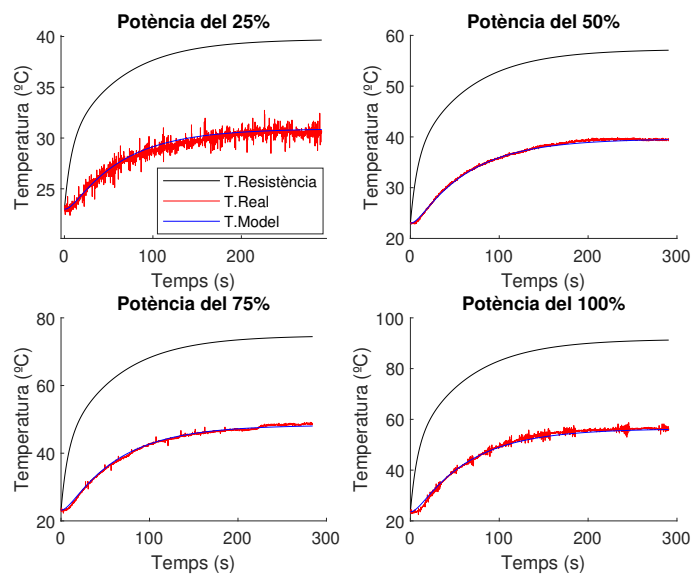 Potència del 25%
Temperatura (ºC)
40
35
30
25
0
100
200
Temps (s)
T.Resistència
T.Real
T.Model
Potència del 50%
Temperatura (ºC)
60
50
40
30
20
0
100
200
300
Temps (s)
Potència del 75%
Temperatura (ºC)
80
60
40
20
0
100
200
300
Temps (s)
Potència del 100%
Temperatura (ºC)
100
80
60
40
20
0
100
200
300
Temps (s)